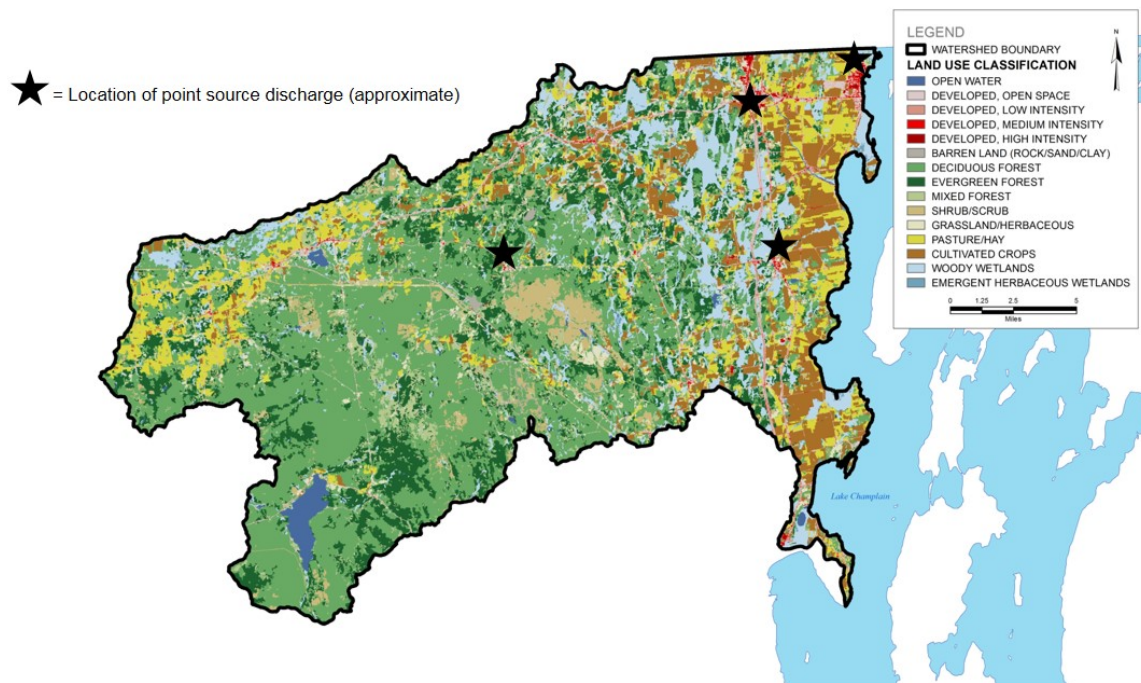 = Location of point source discharge (approximate)
LEGEND
WATERSHED BOUNDARY
LAND USE CLASSIFICATION
OPEN WATER
DEVELOPED, OPEN SPACE
DEVELOPED, LOW INTENSITY
DEVELOPED, MEDIUM INTENSITY
DEVELOPED, HIGH INTENSITY
BARREN LAND (ROCK/SAND/CLAY)
DECIDUOUS FOREST
EVERGREEN FOREST
MIXED FOREST
SHRUB/SCRUB
GRASSLAND/HERBACEOUS
PASTURE/HAY
CULTIVATED CROPS
WOODY WETLANDS
EMERGENT HERBACEOUS WETLANDS
N
0 1.25 2.5 5
Miles
Lake Champlain